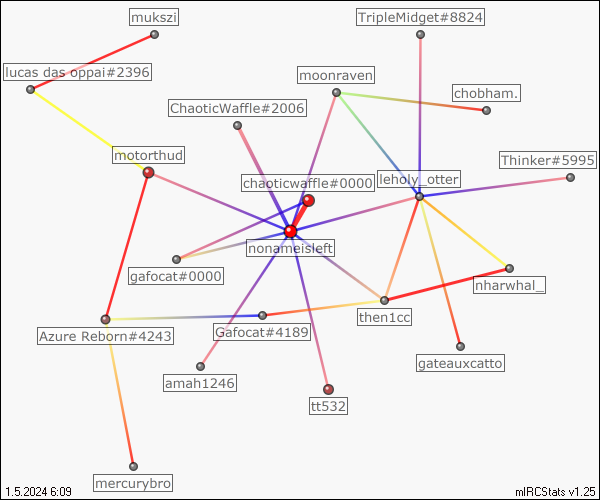 mukszi
TripleMidget#8824
lucas das oppai#2396
moonraven
chobham.
ChaoticWaffle#2006
motorthud
Thinker#5995
chaoticwaffle#0000
leholy_otter
nonameisleft
gafocat#0000
nharwhal_
then1cc
Azure Reborn#4243
Gafocat#4189
gateauxcatto
amah1246
tt532
mercurybro
1.5.2024 6:09
mIRCStats v1.25